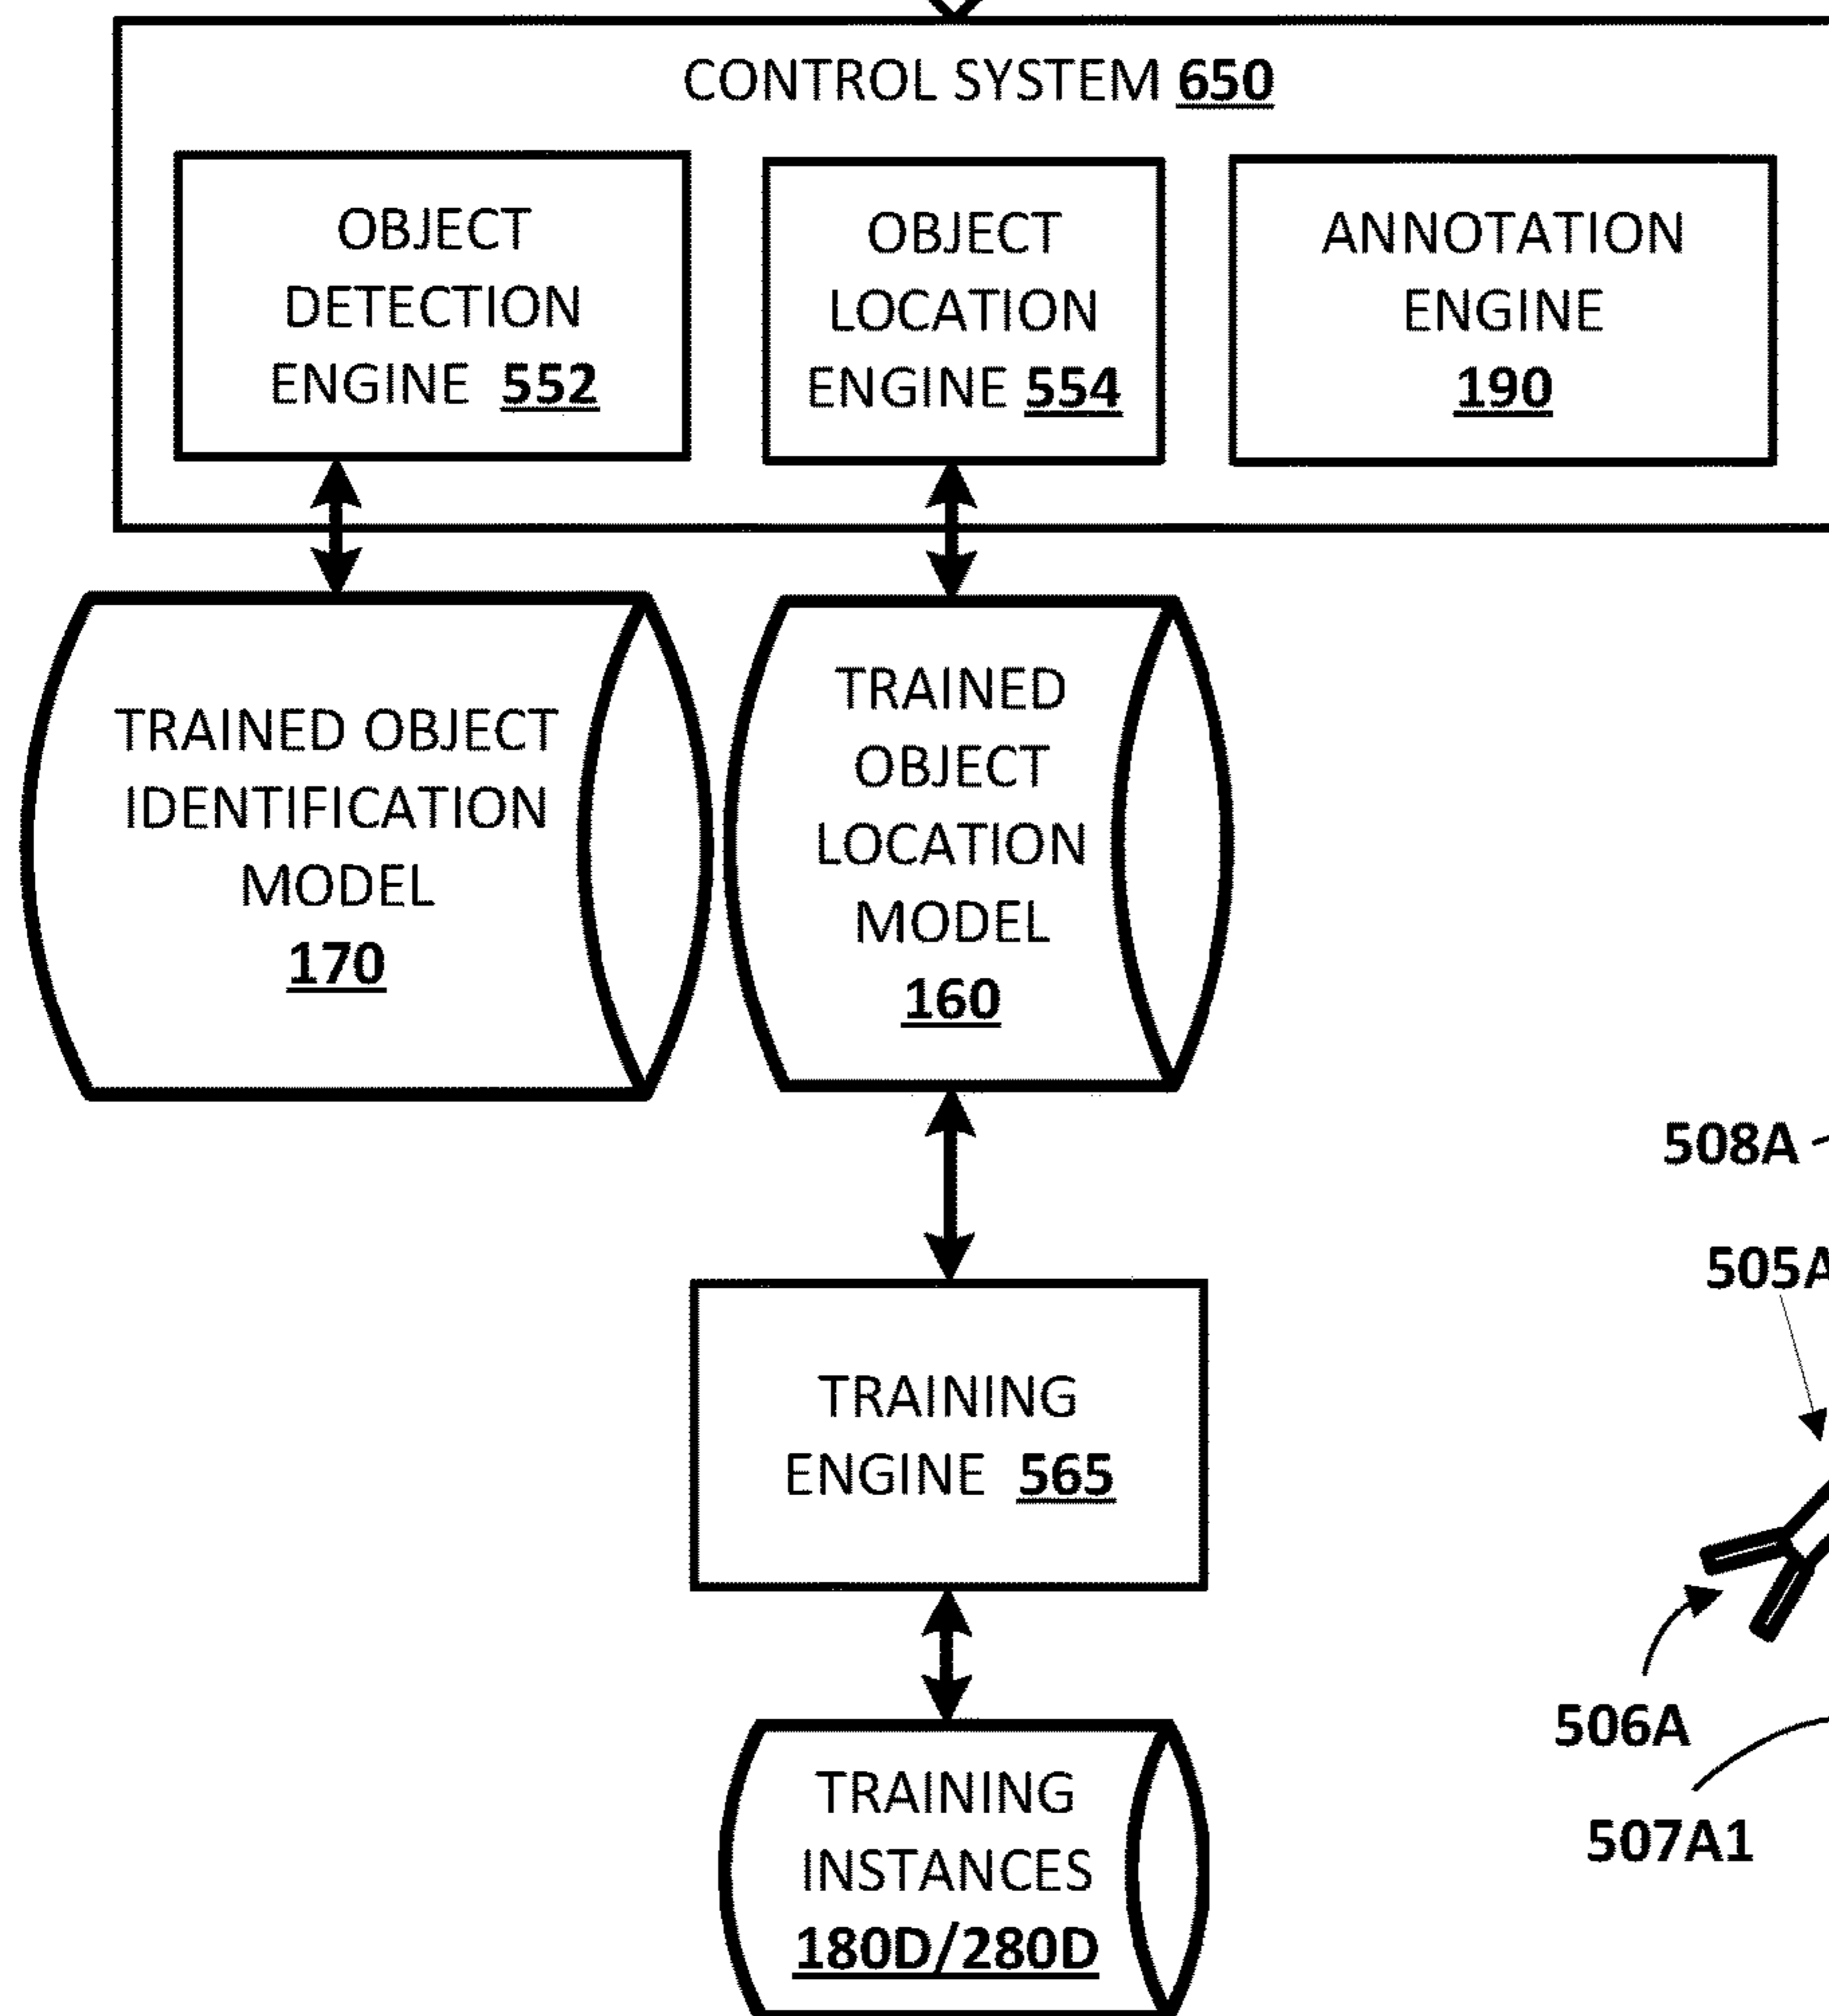 CONTROL SYSTEM 650
OBJECT
DETECTION
ENGINE 552
OBJECT
LOCATION
ENGINE 554
ANNOTATION
ENGINE
190
TRAINED OBJECT
IDENTIFICATION
MODEL
170
TRAINED
OBJECT
LOCATION
MODEL
160
508A
505A
TRAINING
ENGINE 565
506A
507A1
TRAINING
INSTANCES
180D/280D